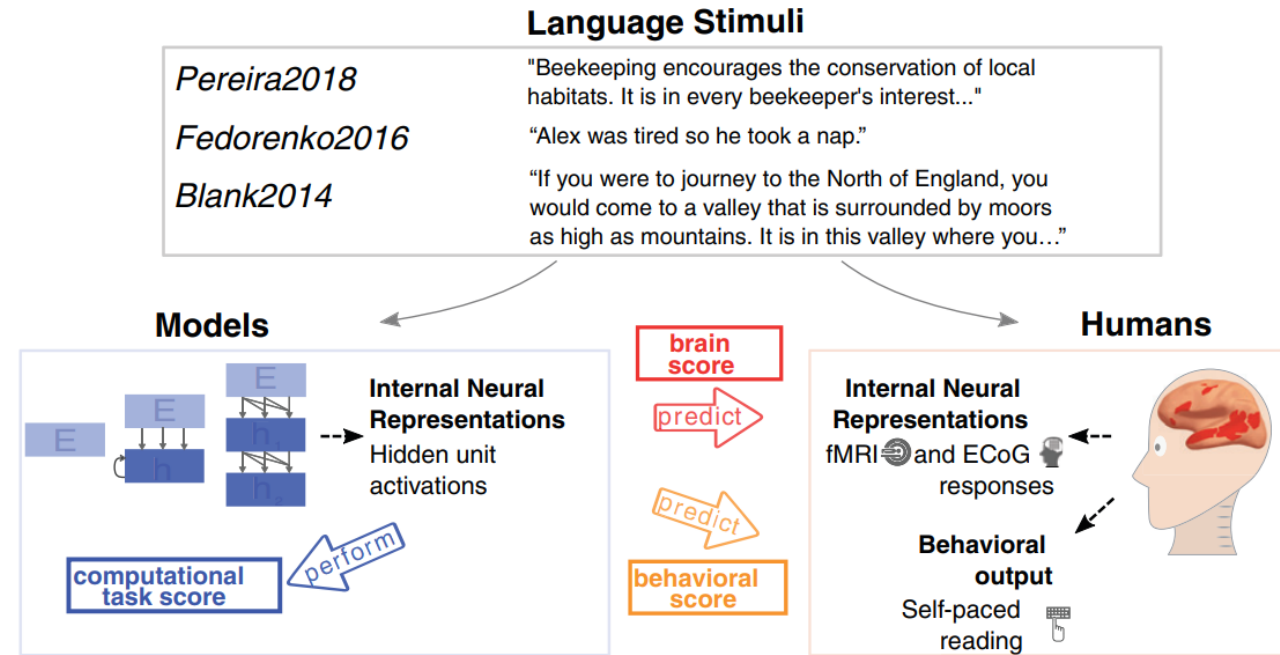 Language Stimuli
Pereira2018
"Beekeeping encourages the conservation of local
habitats. It is in every beekeeper's interest..."
Fedorenko2016
“Alex was tired so he took a nap.”
Blank2014
“If you were to journey to the North of England, you
would come to a valley that is surrounded by moors
as high as mountains. It is in this valley where you…”
Models
E
E
h
E
h₁
h₂
Internal Neural
Representations
Hidden unit
activations
perform
computational
task score
brain
score
predict
predict
behavioral
score
Humans
Internal Neural
Representations
fMRI and ECoG
responses
Behavioral
output
Self-paced
reading